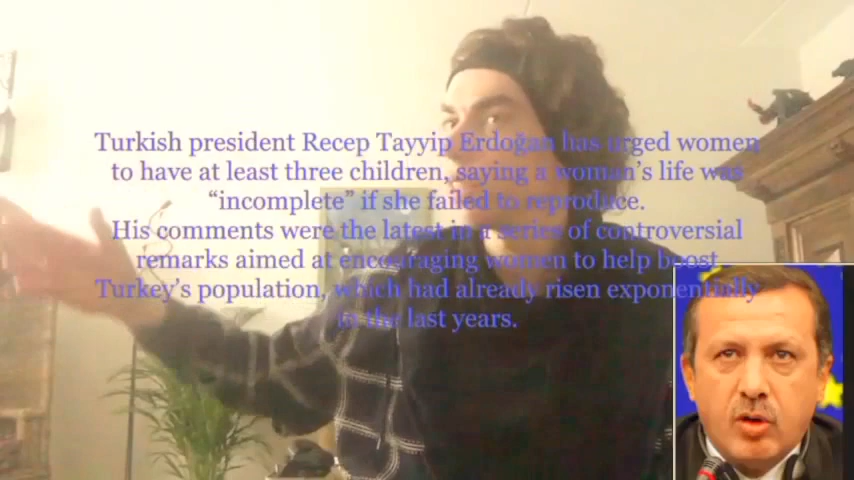 Turkish president Recep Tayyip Erdoğan has urged women
to have at least three children, saying a woman's life was
“incomplete” if she failed to reproduce.
His comments were the latest in a series of controversial
remarks aimed at encouraging women to help boost
Turkey's population, which had already risen exponentially
in the last years.